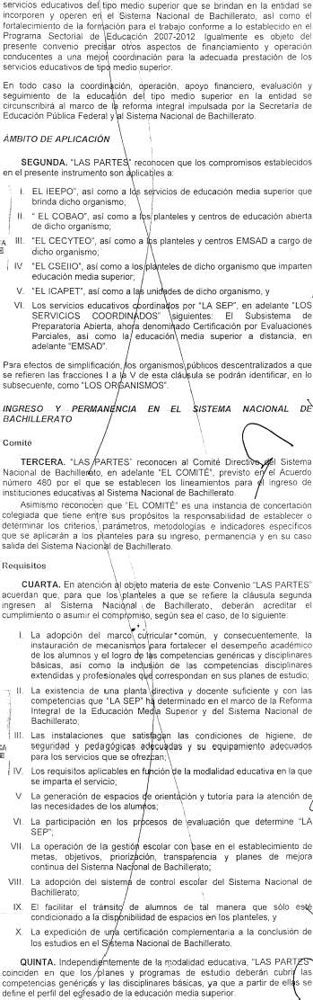 servicios educativos del tipo medio superior que se brindan en la entidad se
incorporen y operen en el Sistema Nacional de Bachillerato, así como el
fortalecimiento de la formación para el trabajo conforme a lo establecido en el
Programa Sectorial de Educación 2007-2012 Igualmente es objeto del
presente convenio precisar otros aspectos de financiamiento y operación
conducentes a una mejor coordinación para la adecuada prestación de los
servicios educativos de tipo medio superior.
En todo caso la coordinación, operación, apoyo financiero, evaluación y
seguimiento de la educación del tipo medio superior en la entidad se
circunscribirá al marco de la reforma integral impulsada por la Secretaría de
Educación Pública Federal y al Sistema Nacional de Bachillerato.
ÁMBITO DE APLICACIÓN
SEGUNDA. "LAS PARTES" reconocen que los compromisos establecidos
en el presente instrumento son aplicables a:
I. EL IEEPO", así como a los servicios de educación media superior que
brinda dicho organismo;
II. " EL COBAO", así como a los planteles y centros de educación abierta
de dicho organismo;
III. "EL CECYTEO", así como a los planteles y centros EMSAD a cargo de
dicho organismo;
IV "EL CSEIIO", así como a los planteles de dicho organismo que imparten
educación media superior;
V. "EL ICAPET", así como a las unidades de dicho organismo, y
VI. Los servicios educativos coordinados por "LA SEP", en adelante "LOS
SERVICIOS COORDINADOS" siguientes: El Subsistema de
Preparatoria Abierta, ahora denominado Certificación por Evaluaciones
Parciales, así como la educación media superior a distancia, en
adelante "EMSAD".
Para efectos de simplificación, los organismos públicos descentralizados a que
se refieren las fracciones I a la V de esta cláusula se podrán identificar, en lo
subsecuente, como "LOS ORGANISMOS".
INGRESO Y PERMANENCIA EN EL SISTEMA NACIONAL DE
BACHILLERATO
Comité
TERCERA. "LAS PARTES" reconocen al Comité Directivo del Sistema
Nacional de Bachillerato, en adelante "EL COMITÉ", previsto en el Acuerdo
número 480 por el que se establecen los lineamientos para el ingreso de
instituciones educativas al Sistema Nacional de Bachillerato.
Asimismo reconocen que "EL COMITÉ" es una instancia de concertación
colegiada que tiene entre sus propósitos la responsabilidad de establecer o
determinar los criterios, parámetros, metodologías e indicadores específicos
que se aplicarán a los planteles para su ingreso, permanencia y en su caso
salida del Sistema Nacional de Bachillerato.
Requisitos
CUARTA. En atención al objeto materia de este Convenio "LAS PARTES"
acuerdan que, para que los planteles a que se refiere la cláusula segunda
ingresen al Sistema Nacional de Bachillerato, deberán acreditar el
cumplimiento o asumir el compromiso, según sea el caso, de lo siguiente:
I. La adopción del marco curricular común, y consecuentemente, la
instauración de mecanismos para fortalecer el desempeño académico
de los alumnos y el logro de las competencias genéricas y disciplinares
básicas, así como la inclusión de las competencias disciplinares
extendidas y profesionales que correspondan en sus planes de estudio;
II. La existencia de una planta directiva y docente suficiente y con las
competencias que "LA SEP" ha determinado en el marco de la Reforma
Integral de la Educación Media Superior y del Sistema Nacional de
Bachillerato;
III. Las instalaciones que satisfagan las condiciones de higiene, de
seguridad y pedagógicas adecuadas y su equipamiento adecuados
para los servicios que se ofrezcan;
IV. Los requisitos aplicables en función de la modalidad educativa en la que
se imparta el servicio;
V La generación de espacios de orientación y tutoría para la atención de
las necesidades de los alumnos;
VI. La participación en los procesos de evaluación que determine "LA
SEP";
VII. La operación de la gestión escolar con base en el establecimiento de
metas, objetivos, priorización, transparencia y planes de mejora
continua del Sistema Nacional de Bachillerato;
VIII. La adopción del sistema de control escolar del Sistema Nacional de
Bachillerato;
IX El facilitar el tránsito de alumnos de tal manera que sólo esté
condicionado a la disponibilidad de espacios en los planteles, y
X. La expedición de una certificación complementaria a la conclusión de
los estudios en el Sistema Nacional de Bachillerato.
QUINTA. Independientemente de la modalidad educativa, "LAS PARTES"
coinciden en que los planes y programas de estudio deberán cubrir las
competencias genéricas y las disciplinares básicas, ya que a partir de ellas se
define el perfil del egresado de la educación media superior.